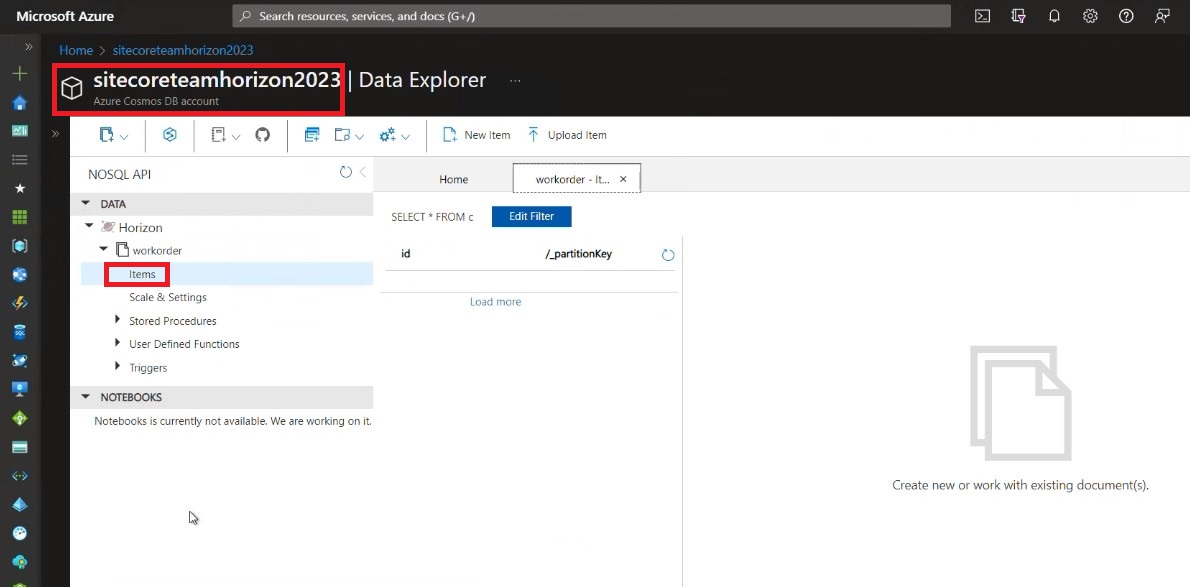 Microsoft Azure
Search resources, services, and docs (G+/)
Home > sitecoreteamhorizon2023
sitecoreteamhorizon2023 | Data Explorer ...
Azure Cosmos DB account
New Item
Upload Item
NOSQL API
Home
workorder - It...
DATA
SELECT * FROM c
Edit Filter
Horizon
workorder
id
/_partitionKey
Items
Scale & Settings
Load more
Stored Procedures
User Defined Functions
Triggers
NOTEBOOKS
Notebooks is currently not available. We are working on it.
Create new or work with existing document(s).